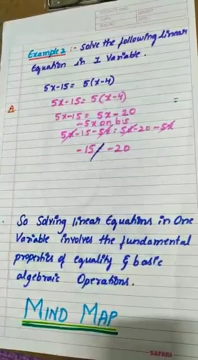 Example 2 :- Solve the following linear
Equation in 1 Variable.
5x-15 = 5(x-4)
5x-15 = 5(x-4)
5x-15 = 5x-20
-5x on b.s
5x-15-5x = 5x-20-5x
-15 ≠ -20
So Solving linear Equations in One
Variable involves the fundamental
properties of equality & basic
algebraic Operations.
MIND MAP